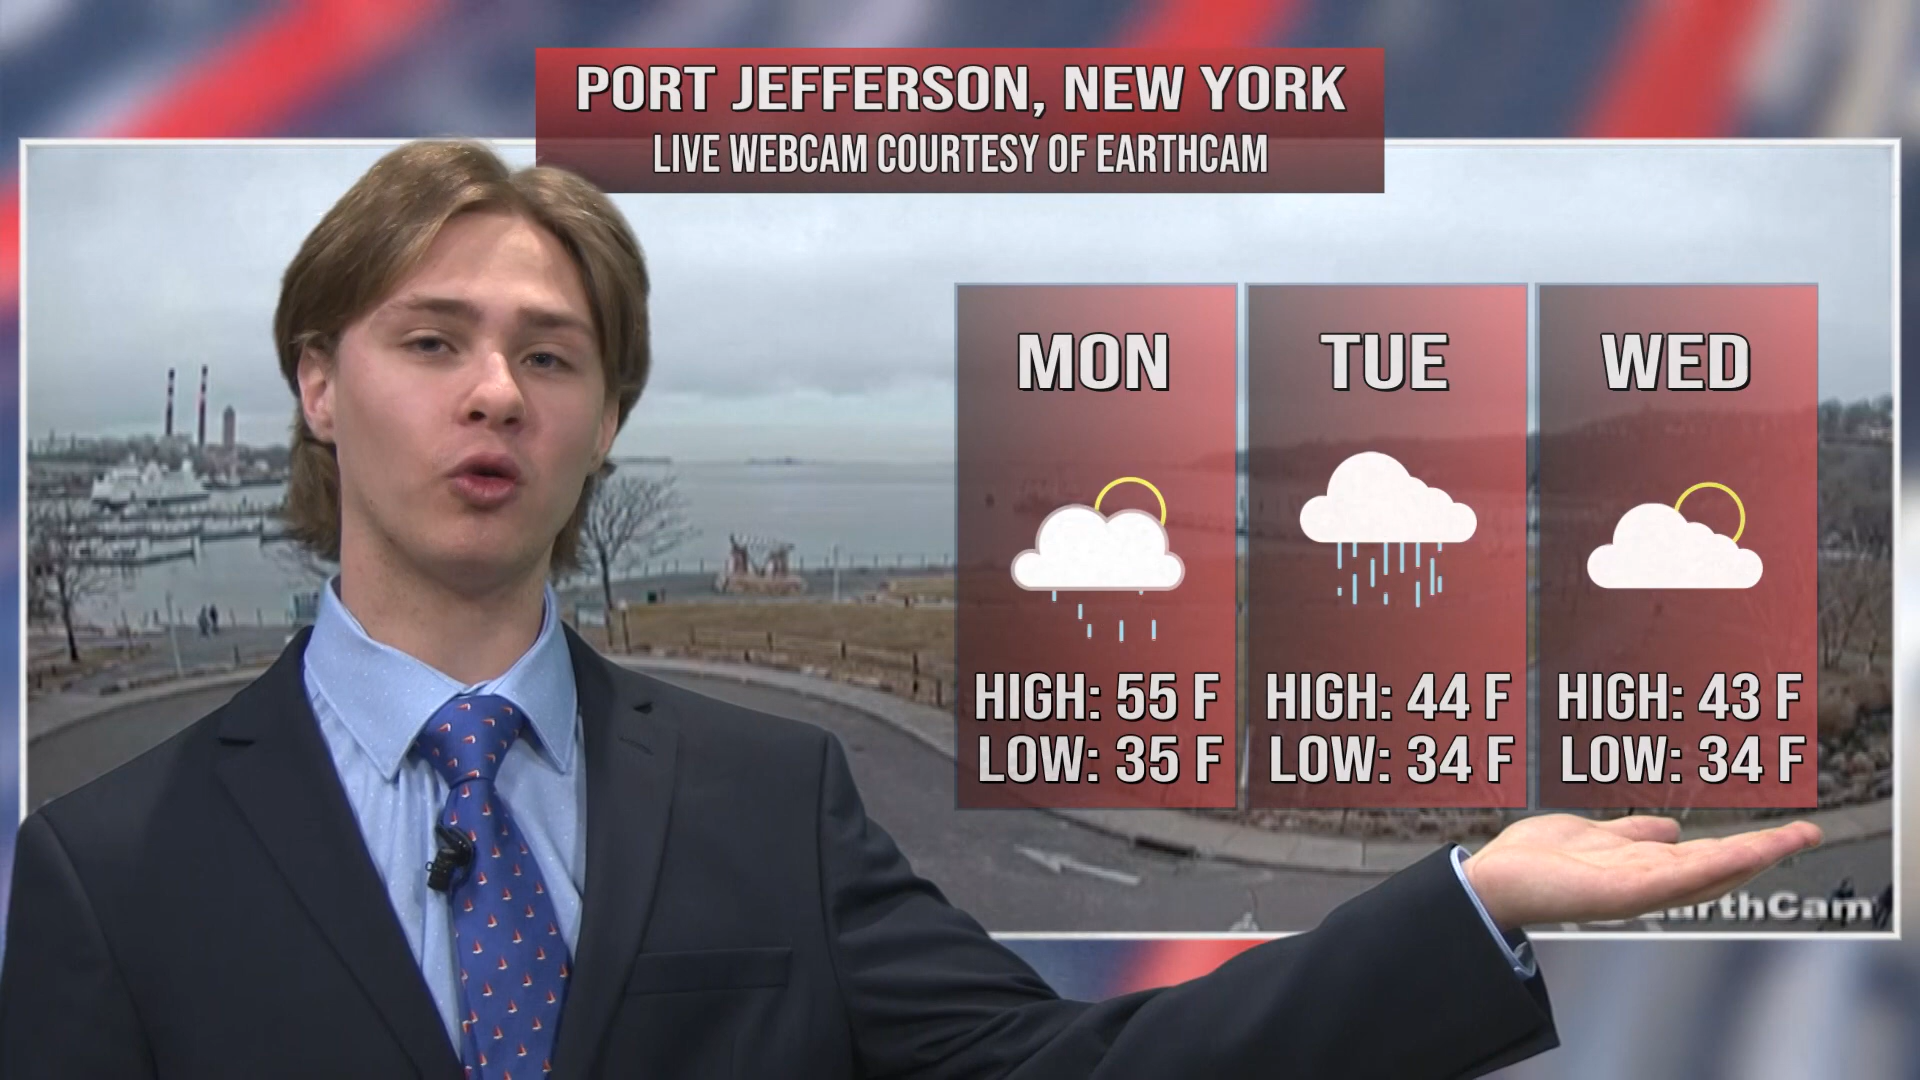 PORT JEFFERSON, NEW YORK
LIVE WEBCAM COURTESY OF EARTHCAM
MON
HIGH: 55 F
LOW: 35 F
TUE
HIGH: 44 F
LOW: 34 F
WED
HIGH: 43 F
LOW: 34 F
EarthCam